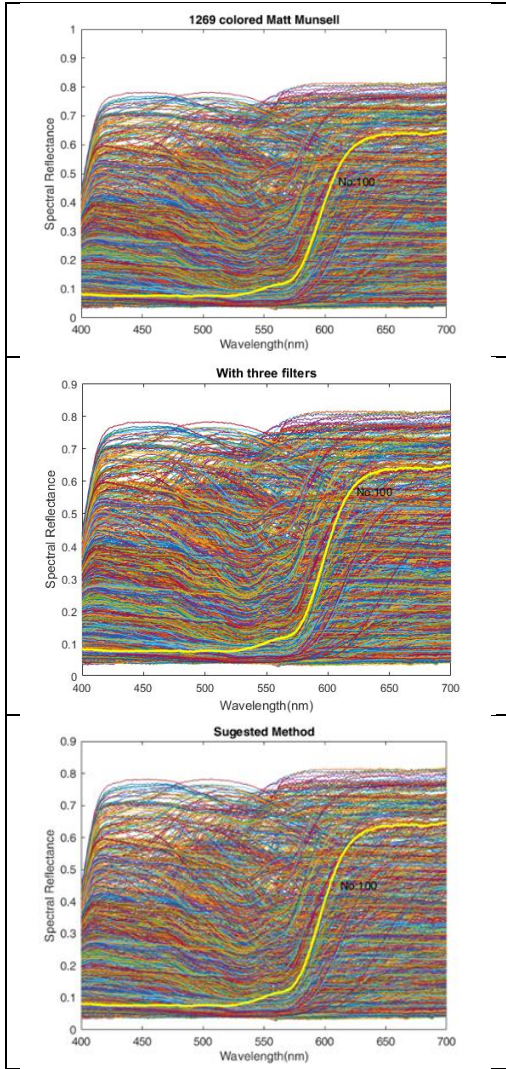 1269 colored Matt Munsell
1
0.9
0.8
0.7
0.6
0.5
0.4
0.3
0.2
0.1
0
Spectral Reflectance
No:100
400 450 500 550 600 650 700
Wavelength(nm)
With three filters
0.9
0.8
0.7
0.6
0.5
0.4
0.3
0.2
0.1
0
Spectral Reflectance
No:100
400 450 500 550 600 650 700
Wavelength(nm)
Sugested Method
0.9
0.8
0.7
0.6
0.5
0.4
0.3
0.2
0.1
0
Spectral Reflectance
No:100
400 450 500 550 600 650 700
Wavelength(nm)